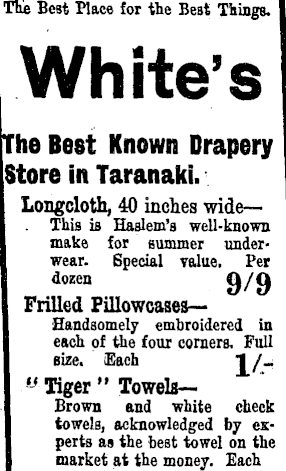 The Best Place for the Best Things.
White's
The Best Known Drapery
Store in Taranaki.
Longcloth, 40 inches wide—
This is Haslem's well-known
make for summer under-
wear. Special value. Per
dozen 9/9
Frilled Pillowcases—
Handsomely embroidered in
each of the four corners. Full
size. Each 1/-
"Tiger" Towels—
Brown and white check
towels, acknowledged by ex-
perts as the best towel on the
market at the money. Each